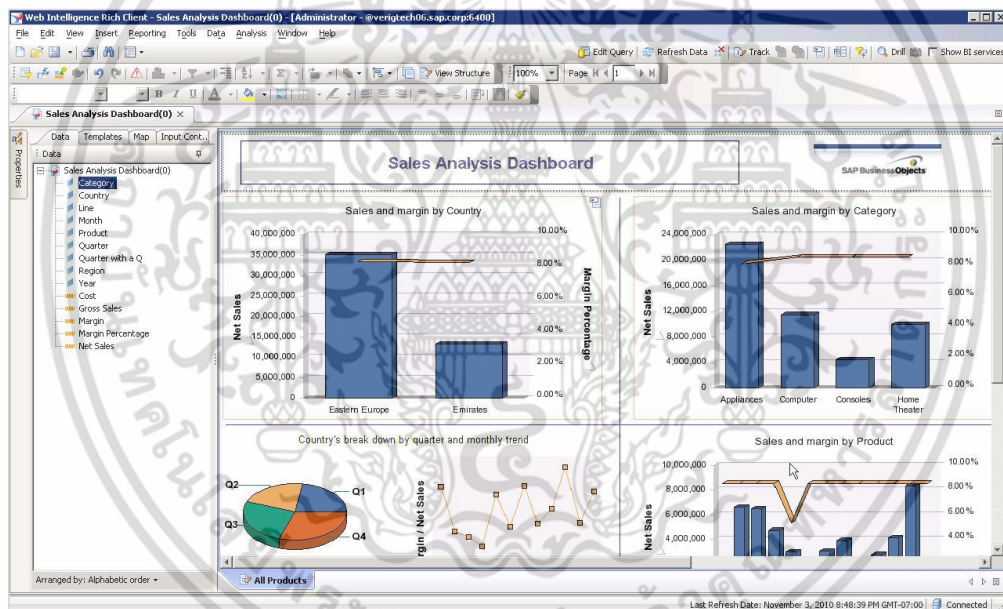 Web Intelligence Rich Client - Sales Analysis Dashboard(0) - [Administrator - @verigtech06.sap.corp:6400]
File Edit View Insert Reporting Tools Data Analysis Window Help
Edit Query Refresh Data Track Drill Show BI services
View Structure 100% Page 1
B I U A
Sales Analysis Dashboard(0)
Properties
Data Templates Map Input Cont..
Data
Sales Analysis Dashboard(0)
Category
Country
Line
Month
Product
Quarter
Quarter with a Q
Region
Year
Cost
Gross Sales
Margin
Margin Percentage
Net Sales
Arranged by: Alphabetic order
Sales Analysis Dashboard
SAP BusinessObjects
Sales and margin by Country
Net Sales
40,000,000
35,000,000
30,000,000
25,000,000
20,000,000
15,000,000
10,000,000
5,000,000
0
10.00%
8.00%
6.00%
4.00%
2.00%
0.00%
Margin Percentage
Eastern Europe Emirates
Sales and margin by Category
Net Sales
24,000,000
20,000,000
16,000,000
12,000,000
8,000,000
4,000,000
0
10.00%
8.00%
6.00%
4.00%
2.00%
0.00%
Appliances Computer Consoles Home
Theater
Country's break down by quarter and monthly trend
Q2 Q1
Q3 Q4
rgin / Net Sales
Sales and margin by Product
Net Sales
10,000,000
8,000,000
6,000,000
4,000,000
10.00%
8.00%
6.00%
4.00%
All Products
Last Refresh Date: November 3, 2010 8:48:39 PM GMT-07:00 Connected